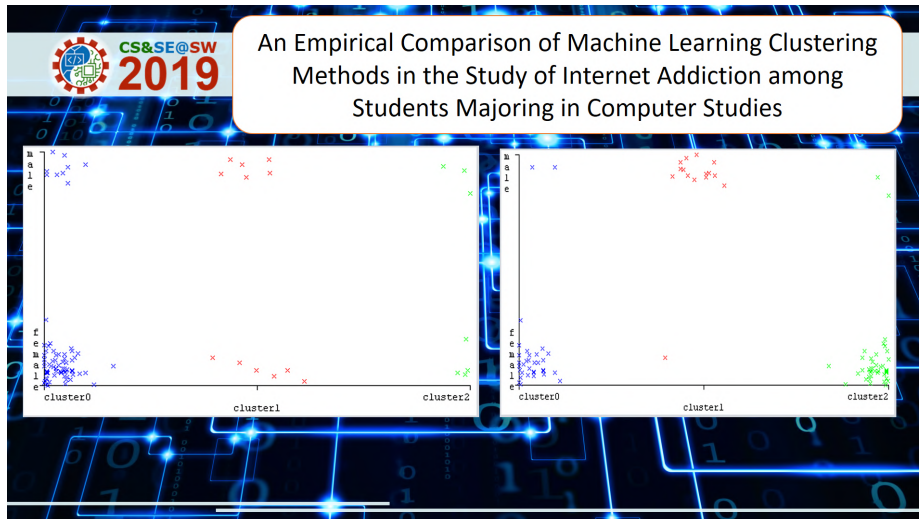 CS&SE@SW
2019
An Empirical Comparison of Machine Learning Clustering
Methods in the Study of Internet Addiction among
Students Majoring in Computer Studies
male
female
cluster0
cluster1
cluster2
male
female
cluster0
cluster1
cluster2